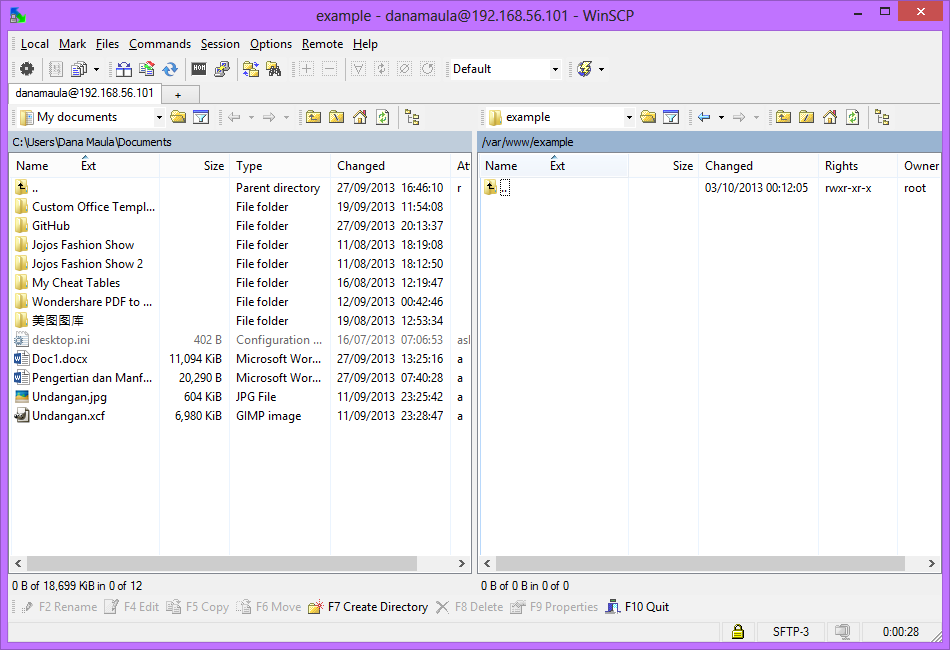 example - danamaula@192.168.56.101 - WinSCP
Local Mark Files Commands Session Options Remote Help
Default
danamaula@192.168.56.101 +
My documents
example
C:\Users\Dana Maula\Documents
/var/www/example
Name Ext Size Type Changed At
Name Ext Size Changed Rights Owner
.. Parent directory 27/09/2013 16:46:10 r
.. 03/10/2013 00:12:05 rwxr-xr-x root
Custom Office Templ... File folder 19/09/2013 11:54:08
GitHub File folder 27/09/2013 20:13:37
Jojos Fashion Show File folder 11/08/2013 18:19:08
Jojos Fashion Show 2 File folder 11/08/2013 18:12:50
My Cheat Tables File folder 16/08/2013 12:19:47
Wondershare PDF to ... File folder 12/09/2013 00:42:46
美图图库 File folder 19/08/2013 12:53:34
desktop.ini 402 B Configuration ... 16/07/2013 07:06:53 asl
Doc1.docx 11,094 KiB Microsoft Wor... 27/09/2013 13:25:16 a
Pengertian dan Manf... 20,290 B Microsoft Wor... 27/09/2013 07:40:28 a
Undangan.jpg 604 KiB JPG File 11/09/2013 23:25:42 a
Undangan.xcf 6,980 KiB GIMP image 11/09/2013 23:28:47 a
0 B of 18,699 KiB in 0 of 12
0 B of 0 B in 0 of 0
F2 Rename F4 Edit F5 Copy F6 Move F7 Create Directory F8 Delete F9 Properties F10 Quit
SFTP-3 0:00:28